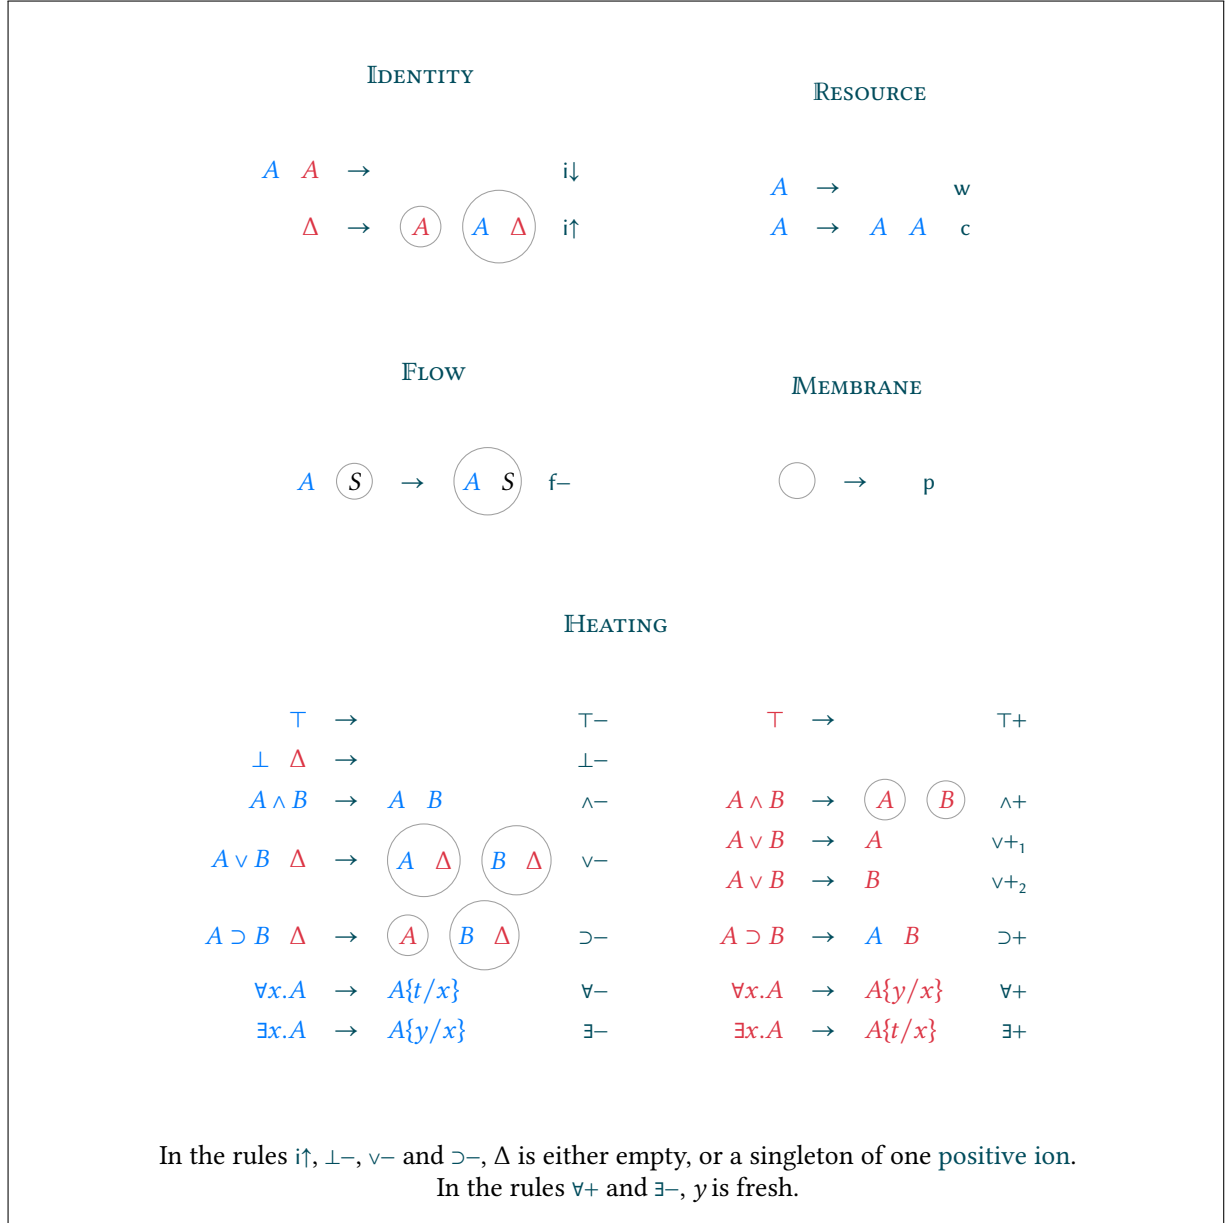 IDENTITY
A A → i↓
Δ → A A Δ i↑
RESOURCE
A → w
A → A A c
FLOW
A S → A S f−
MEMBRANE
→ p
HEATING
⊤ → ⊤−
⊥ Δ → ⊥−
A ∧ B → A B ∧−
A ∨ B Δ → A Δ B Δ ∨−
A ⊃ B Δ → A B Δ ⊃−
∀x.A → A{t/x} ∀−
∃x.A → A{y/x} ∃−
⊤ → ⊤+
A ∧ B → A B ∧+
A ∨ B → A ∨+₁
A ∨ B → B ∨+₂
A ⊃ B → A B ⊃+
∀x.A → A{y/x} ∀+
∃x.A → A{t/x} ∃+
In the rules i↑, ⊥−, ∨− and ⊃−, Δ is either empty, or a singleton of one positive ion.
In the rules ∀+ and ∃−, y is fresh.